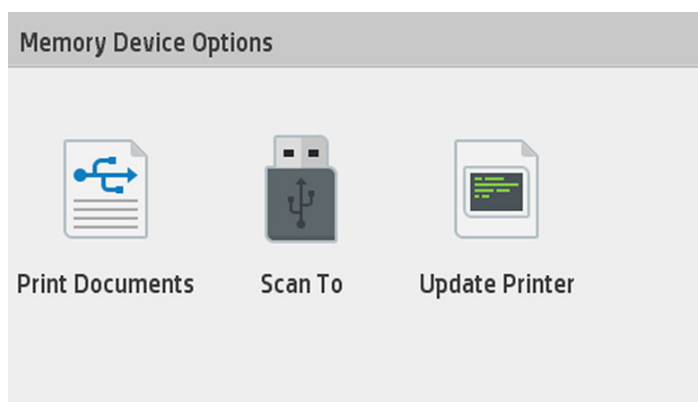 Memory Device Options
Print Documents
Scan To
Update Printer